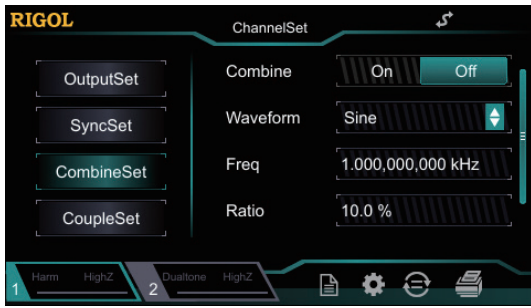 RIGOL
ChannelSet
OutputSet
SyncSet
CombineSet
CoupleSet
Combine On Off
Waveform Sine
Freq 1.000,000,000 kHz
Ratio 10.0 %
1 Harm HighZ
2 Dualtone HighZ